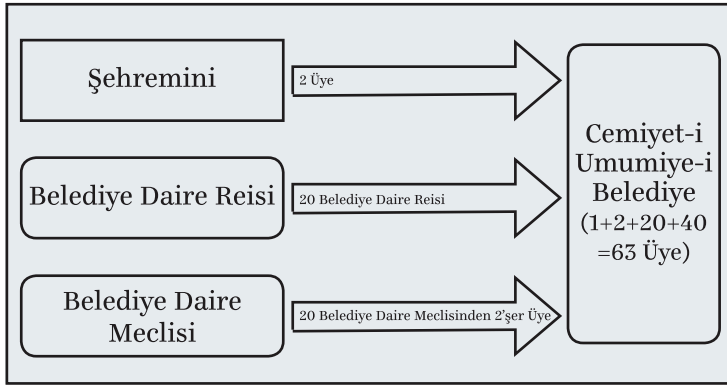 Şehremini
2 Üye
Belediye Daire Reisi
20 Belediye Daire Reisi
Belediye Daire
Meclisi
20 Belediye Daire Meclisinden 2'şer Üye
Cemiyet-i
Umumiye-i
Belediye
(1+2+20+40
=63 Üye)